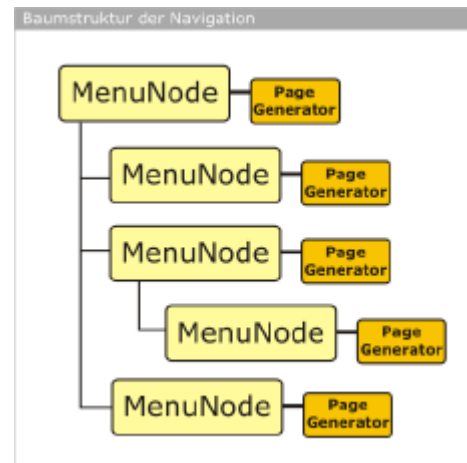 Baumstruktur der Navigation
MenuNode
Page
Generator
MenuNode
Page
Generator
MenuNode
Page
Generator
MenuNode
Page
Generator
MenuNode
Page
Generator